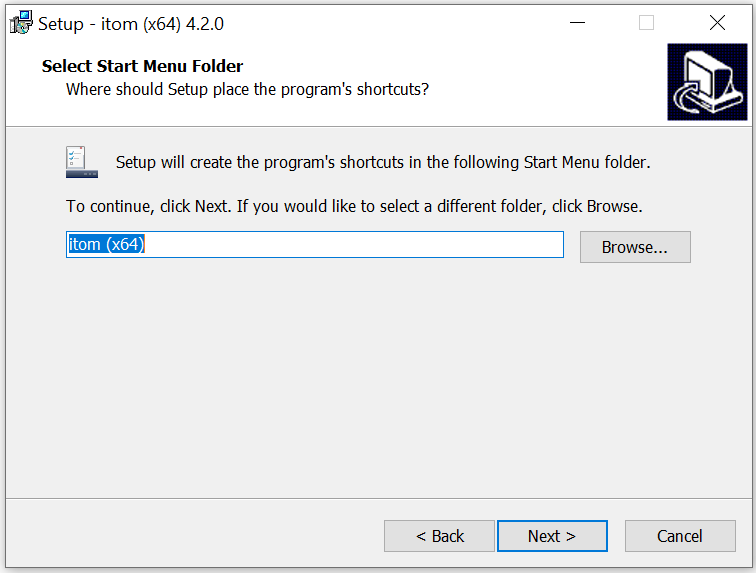 Setup - itom (x64) 4.2.0
Select Start Menu Folder
Where should Setup place the program's shortcuts?
Setup will create the program's shortcuts in the following Start Menu folder.
To continue, click Next. If you would like to select a different folder, click Browse.
itom (x64)
Browse...
< Back
Next >
Cancel